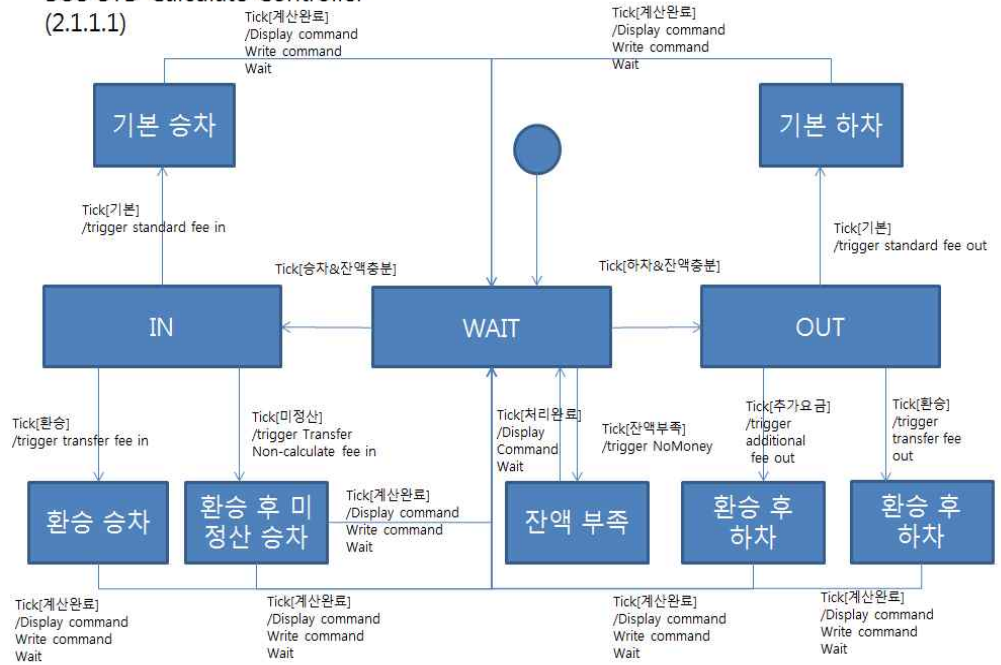 (2.1.1.1)
Tick[계산완료]
/Display command
Write command
Wait
Tick[계산완료]
/Display command
Write command
Wait
기본 승차
기본 하차
Tick[기본]
/trigger standard fee in
Tick[기본]
/trigger standard fee out
Tick[승차&잔액충분]
Tick[하자&잔액충분]
IN
WAIT
OUT
Tick[환승]
/trigger transfer fee in
Tick[미정산]
/trigger Transfer
Non-calculate fee in
Tick[처리완료]
/Display
Command
Wait
Tick[잔액부족]
/trigger NoMoney
Tick[추가요금]
/trigger
additional
fee out
Tick[환승]
/trigger
transfer fee
out
환승 승차
환승 후 미
정산 승차
Tick[계산완료]
/Display command
Write command
Wait
잔액 부족
환승 후
하차
환승 후
하차
Tick[계산완료]
/Display command
Write command
Wait
Tick[계산완료]
/Display command
Write command
Wait
Tick[계산완료]
/Display command
Write command
Wait
Tick[계산완료]
/Display command
Write command
Wait